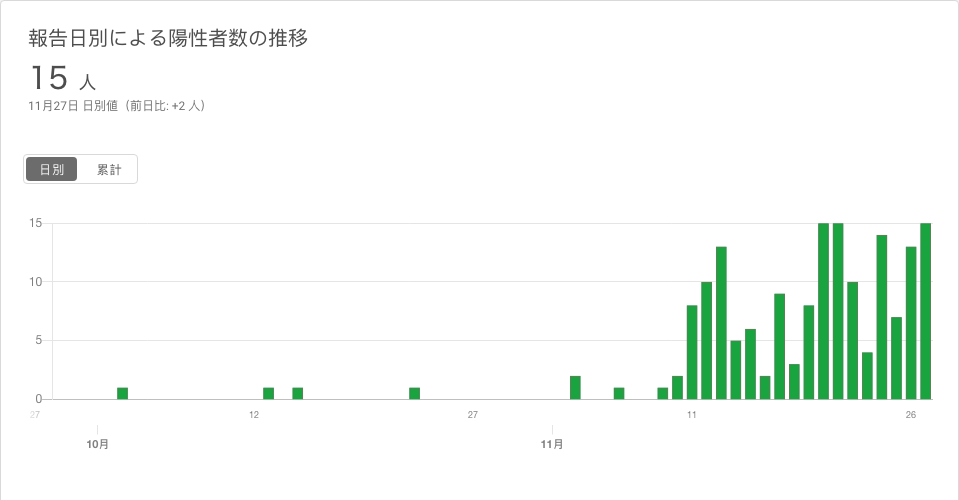 報告日別による陽性者数の推移
15 人
11月27日 日別値（前日比: +2 人）
日別 累計
15
10
5
0
27 12 27 11 26
10月 11月